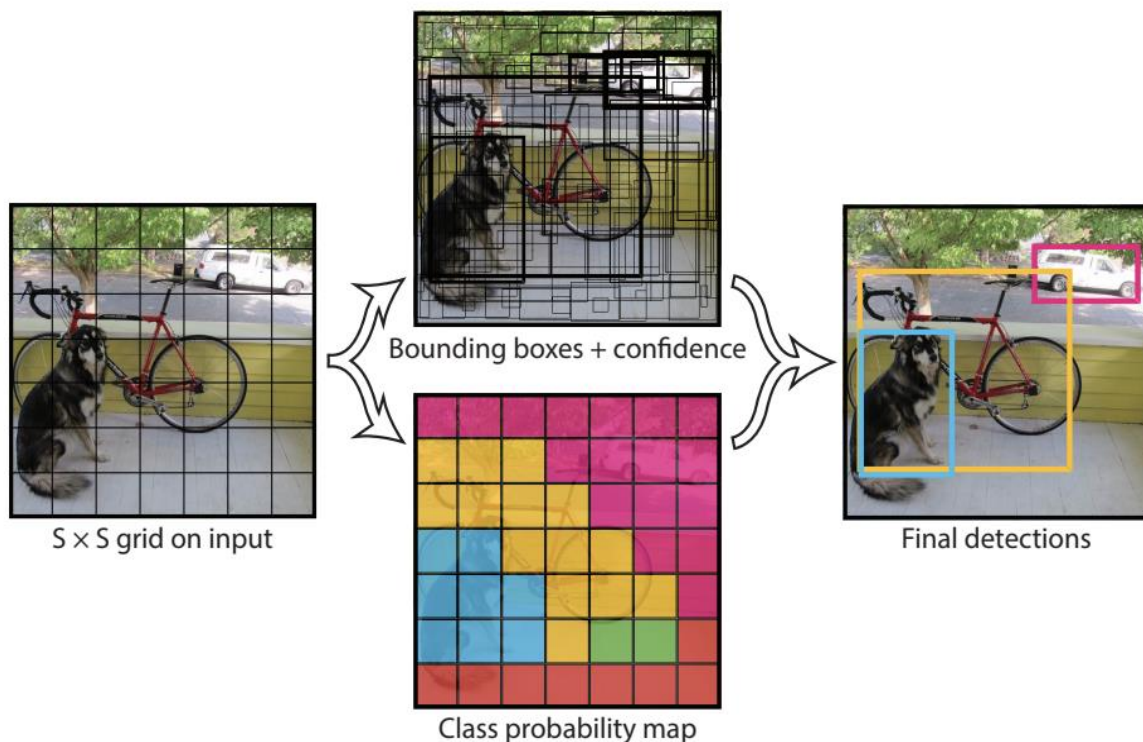 Bounding boxes + confidence
S × S grid on input
Final detections
Class probability map